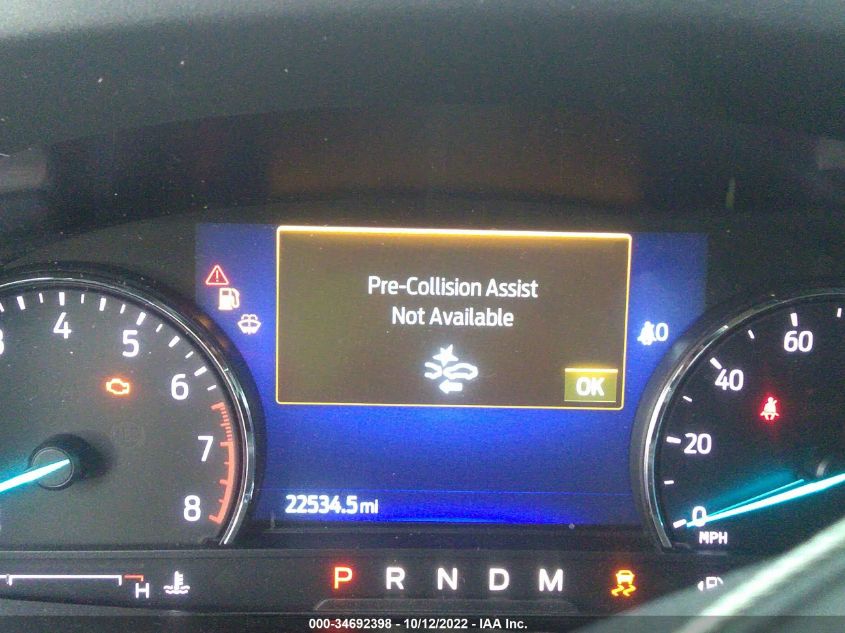 Pre-Collision Assist
Not Available
OK
4
5
6
7
8
0
20
40
60
MPH
22534.5 mi
H
P R N D M
000-34692398 - 10/12/2022 - IAA Inc.